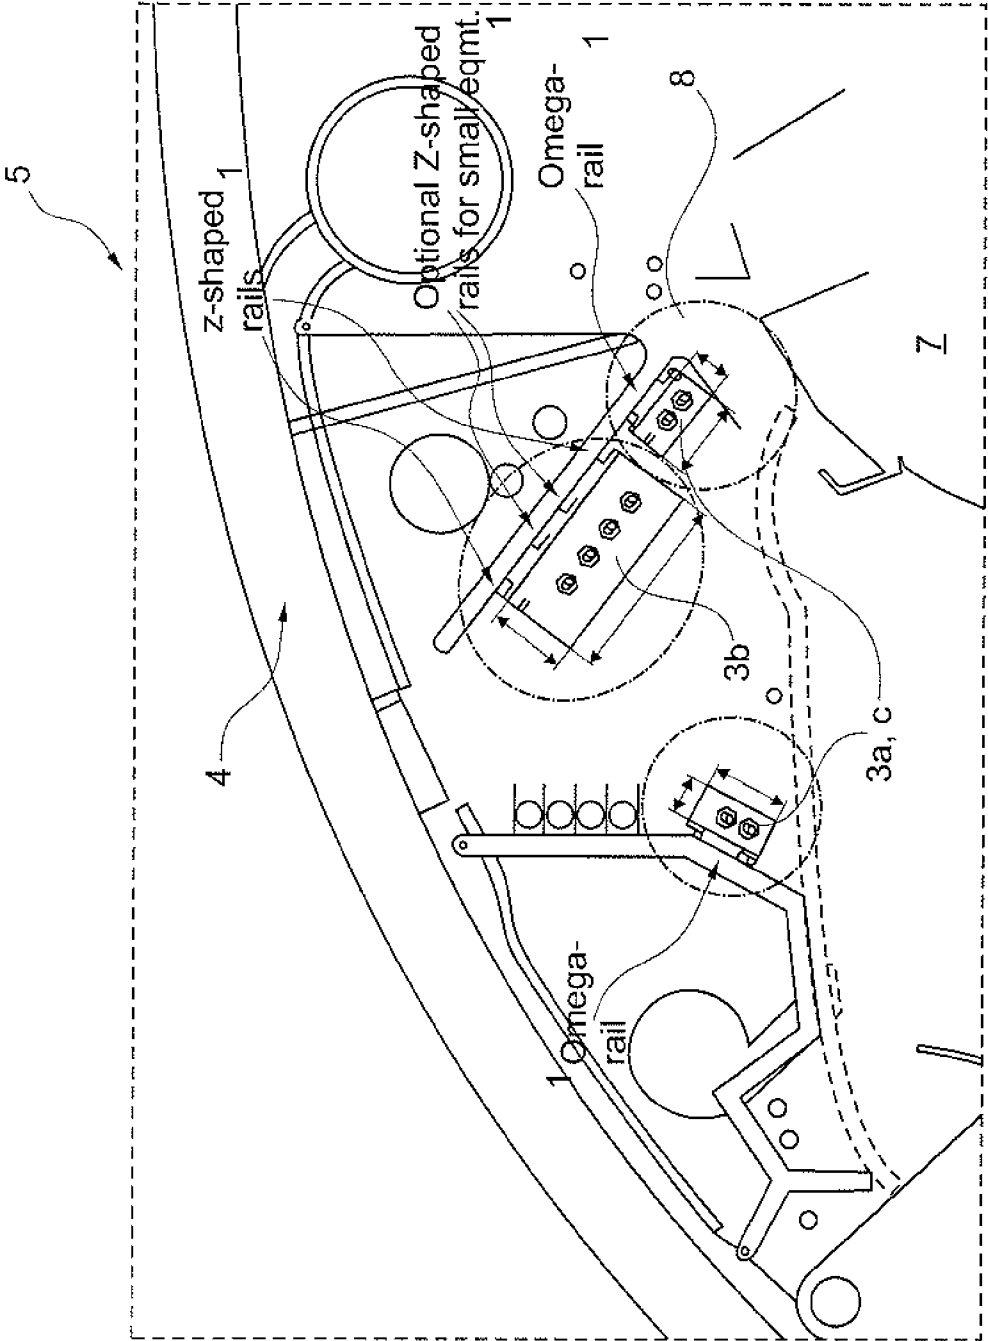 5
z-shaped
rails
1
Optional Z-shaped
rails for small eqmt.
1
Omega-
rail
1
8
7
4
3b
3a, c
Omega-
rail
1